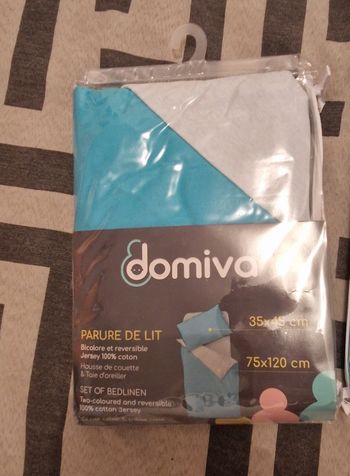 domiva
35x45 cm
PARURE DE LIT
Bicolore et reversible
Jersey 100% coton
75x120 cm
Housse de couette
& Taie d'oreiller
SET OF BEDLINEN
Two-coloured and reversible
100% cotton Jersey